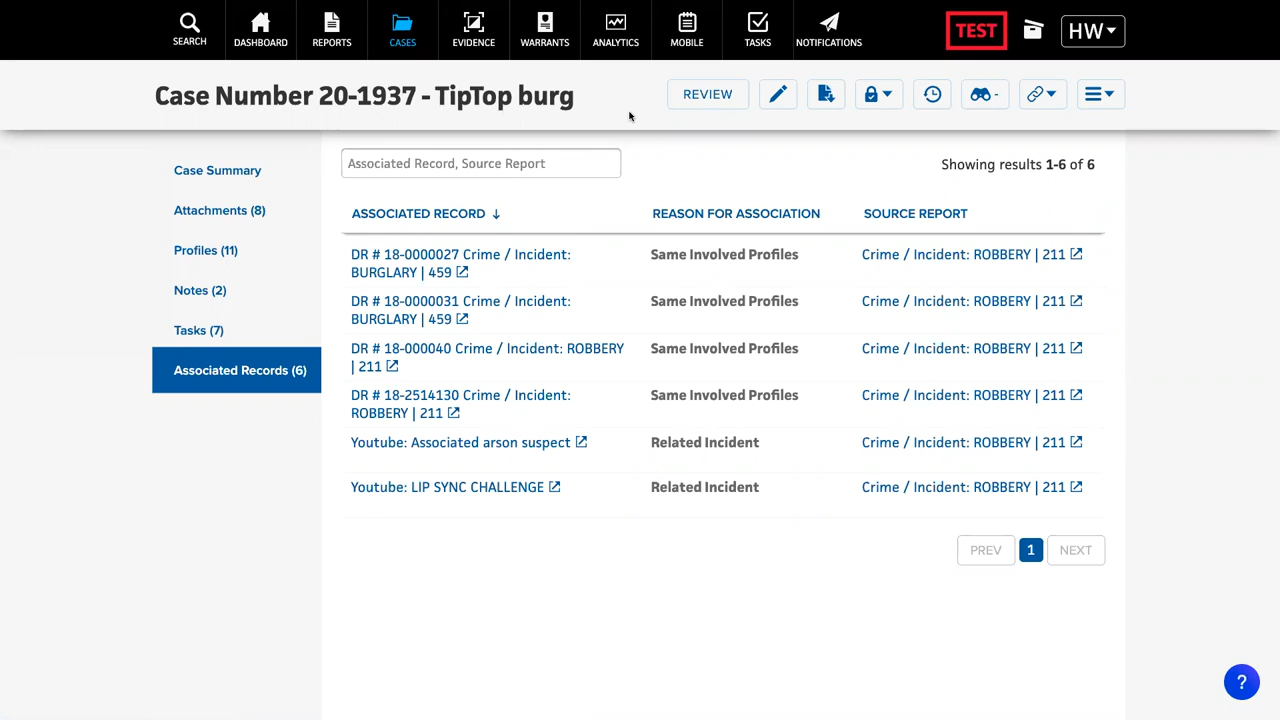 SEARCH
DASHBOARD
REPORTS
CASES
EVIDENCE
WARRANTS
ANALYTICS
MOBILE
TASKS
NOTIFICATIONS
TEST
HW
Case Number 20-1937 - TipTop burg
REVIEW
Case Summary
Attachments (8)
Profiles (11)
Notes (2)
Tasks (7)
Associated Records (6)
Associated Record, Source Report
Showing results 1-6 of 6
ASSOCIATED RECORD ↓ REASON FOR ASSOCIATION SOURCE REPORT
DR # 18-0000027 Crime / Incident: Same Involved Profiles Crime / Incident: ROBBERY | 211
BURGLARY | 459
DR # 18-0000031 Crime / Incident: Same Involved Profiles Crime / Incident: ROBBERY | 211
BURGLARY | 459
DR # 18-000040 Crime / Incident: ROBBERY Same Involved Profiles Crime / Incident: ROBBERY | 211
| 211
DR # 18-2514130 Crime / Incident: Same Involved Profiles Crime / Incident: ROBBERY | 211
ROBBERY | 211
Youtube: Associated arson suspect Related Incident Crime / Incident: ROBBERY | 211
Youtube: LIP SYNC CHALLENGE Related Incident Crime / Incident: ROBBERY | 211
PREV 1 NEXT
?